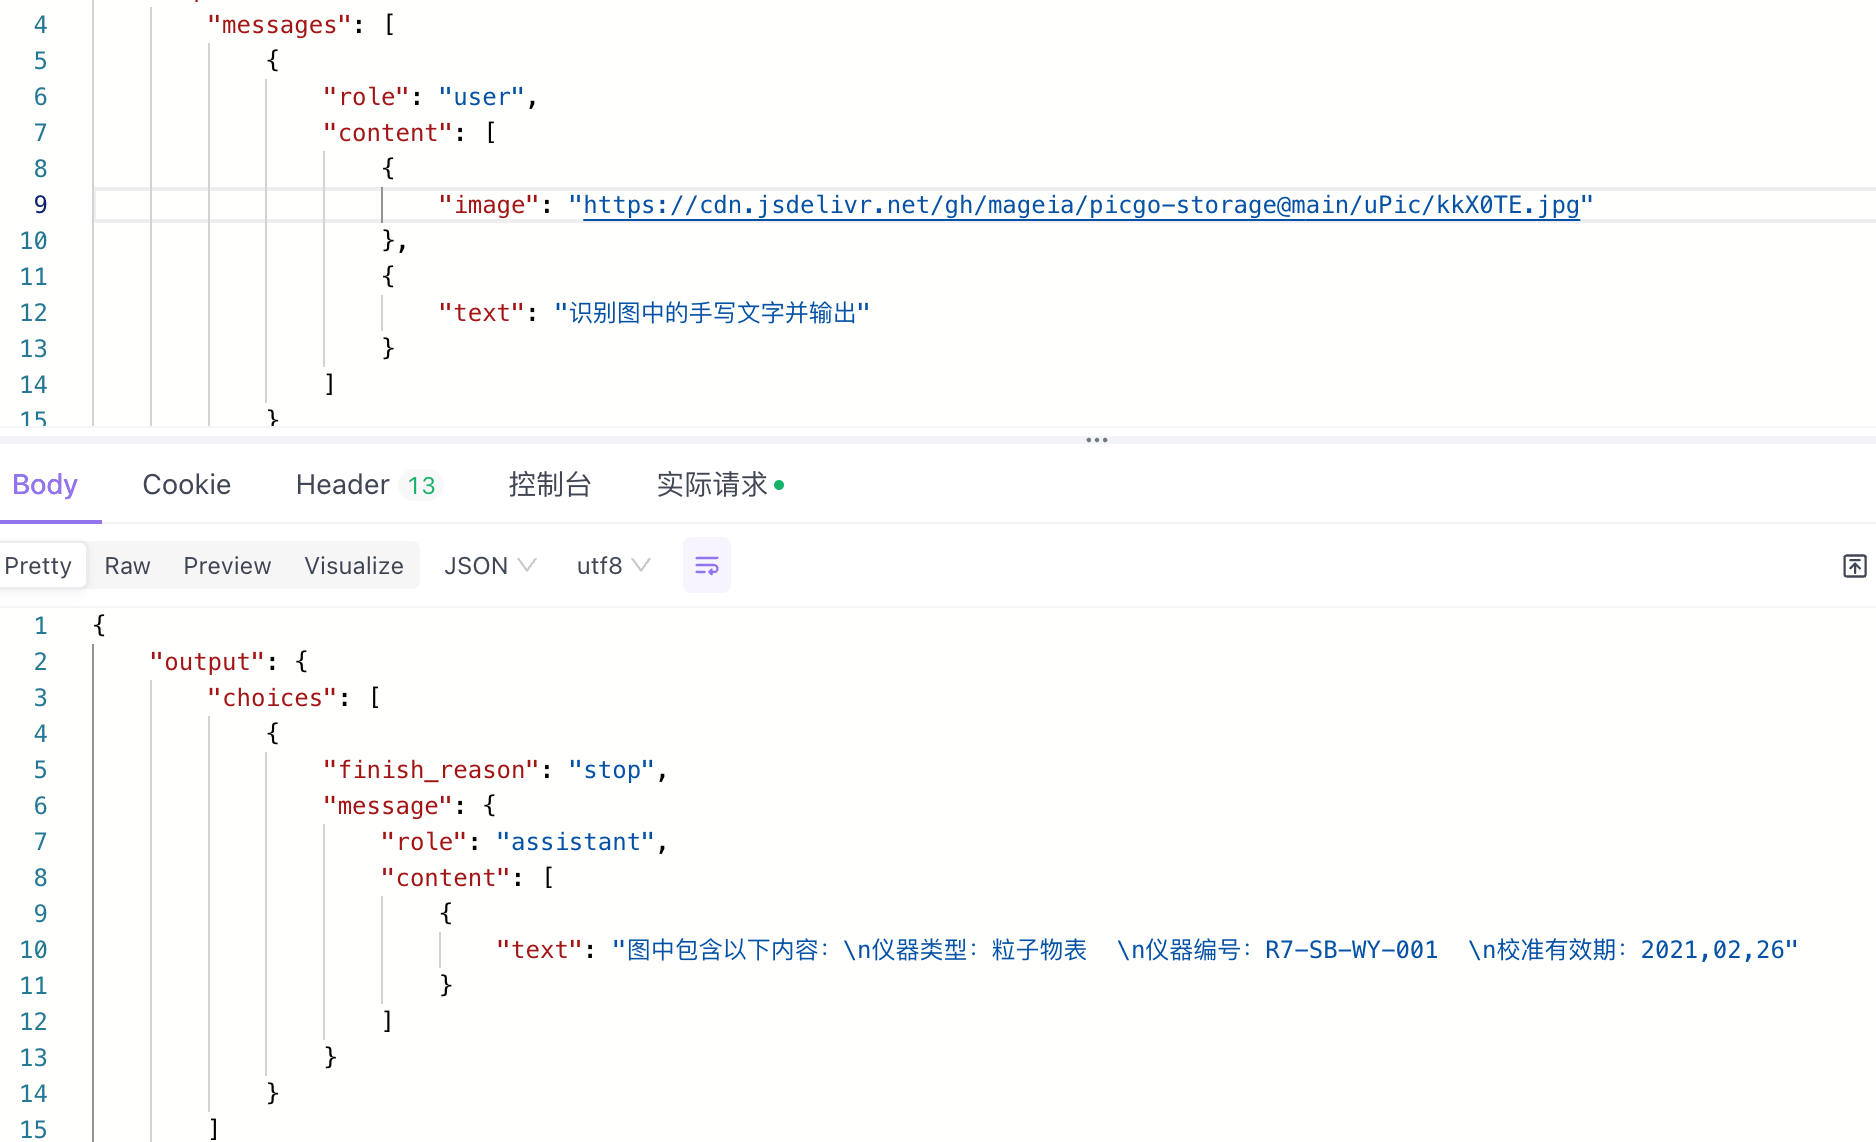 4 "messages": [
5 {
6 "role": "user",
7 "content": [
8 {
9 "image": "https://cdn.jsdelivr.net/gh/mageia/picgo-storage@main/uPic/kkX0TE.jpg"
10 },
11 {
12 "text": "识别图中的手写文字并输出"
13 }
14 ]
15 }
Body Cookie Header 13 控制台 实际请求
Pretty Raw Preview Visualize JSON utf8
1 {
2 "output": {
3 "choices": [
4 {
5 "finish_reason": "stop",
6 "message": {
7 "role": "assistant",
8 "content": [
9 {
10 "text": "图中包含以下内容：\n仪器类型：粒子物表  \n仪器编号：R7-SB-WY-001  \n校准有效期：2021,02,26"
11 }
12 ]
13 }
14 }
15 ]